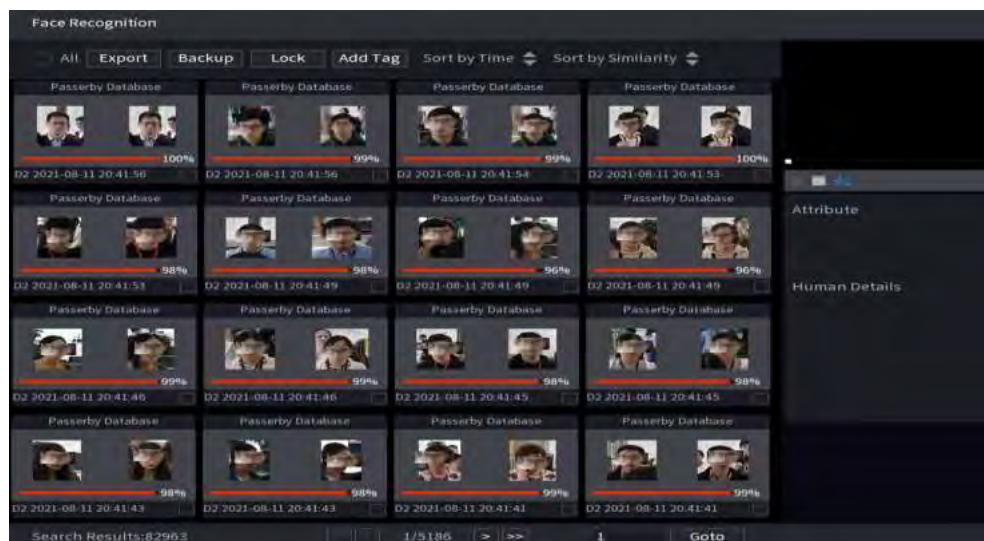 Face Recognition
All Export Backup Lock Add Tag Sort by Time Sort by Similarity
Passerby Database Passerby Database Passerby Database Passerby Database
100% 99% 99% 100%
D2 2021-08-11 20:41:56 D2 2021-08-11 20:41:56 D2 2021-08-11 20:41:54 D2 2021-08-11 20:41:53
Passerby Database Passerby Database Passerby Database Passerby Database
Attribute
98% 98% 96% 96%
D2 2021-08-11 20:41:53 D2 2021-08-11 20:41:49 D2 2021-08-11 20:41:49 D2 2021-08-11 20:41:49
Human Details
Passerby Database Passerby Database Passerby Database Passerby Database
99% 99% 98% 98%
D2 2021-08-11 20:41:46 D2 2021-08-11 20:41:46 D2 2021-08-11 20:41:45 D2 2021-08-11 20:41:45
Passerby Database Passerby Database Passerby Database Passerby Database
98% 98% 99% 99%
D2 2021-08-11 20:41:43 D2 2021-08-11 20:41:43 D2 2021-08-11 20:41:41 D2 2021-08-11 20:41:41
Search Results:82963 1/5186 > >> 1 Goto